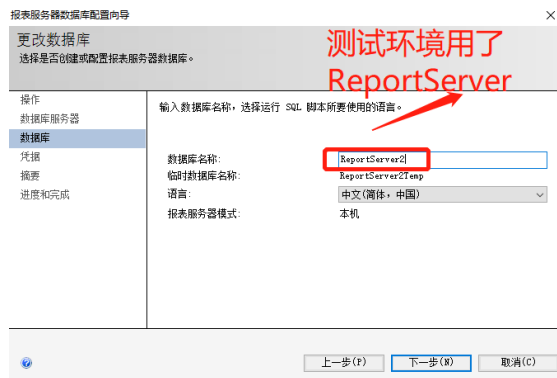 报表服务器数据库配置向导
更改数据库
选择是否创建或配置报表服务器数据库。
测试环境用了
ReportServer
操作
数据库服务器
数据库
凭据
摘要
进度和完成
输入数据库名称，选择运行 SQL 脚本所要使用的语言。
数据库名称: ReportServer2
临时数据库名称: ReportServer2Temp
语言: 中文(简体，中国)
报表服务器模式: 本机
上一步(P) 下一步(N) 取消(C)